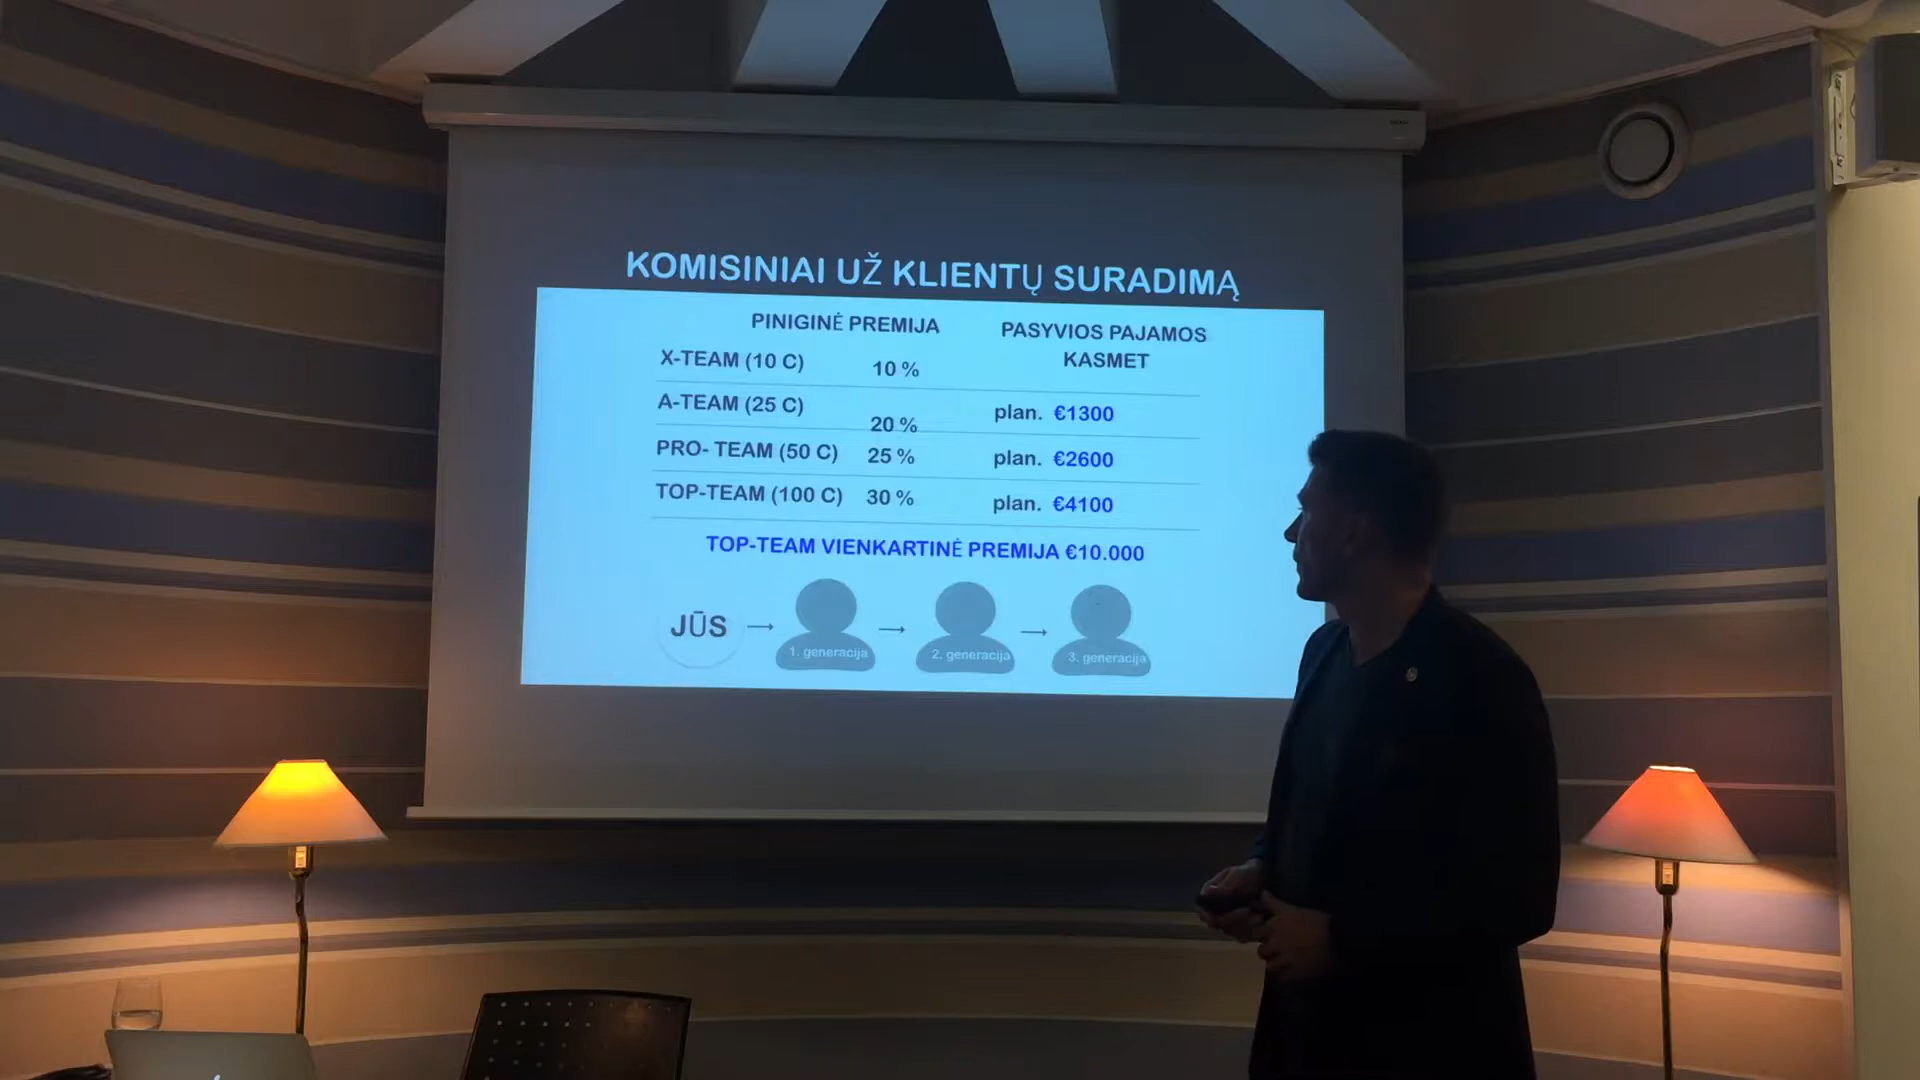 KOMISINIAI UŽ KLIENTŲ SURADIMĄ
PINIGINĖ PREMIJA
PASYVIOS PAJAMOS
KASMET
X-TEAM (10 C) 10 %
A-TEAM (25 C) 20 % plan. €1300
PRO- TEAM (50 C) 25 % plan. €2600
TOP-TEAM (100 C) 30 % plan. €4100
TOP-TEAM VIENKARTINĖ PREMIJA €10.000
JŪS → 1. generacija → 2. generacija → 3. generacija